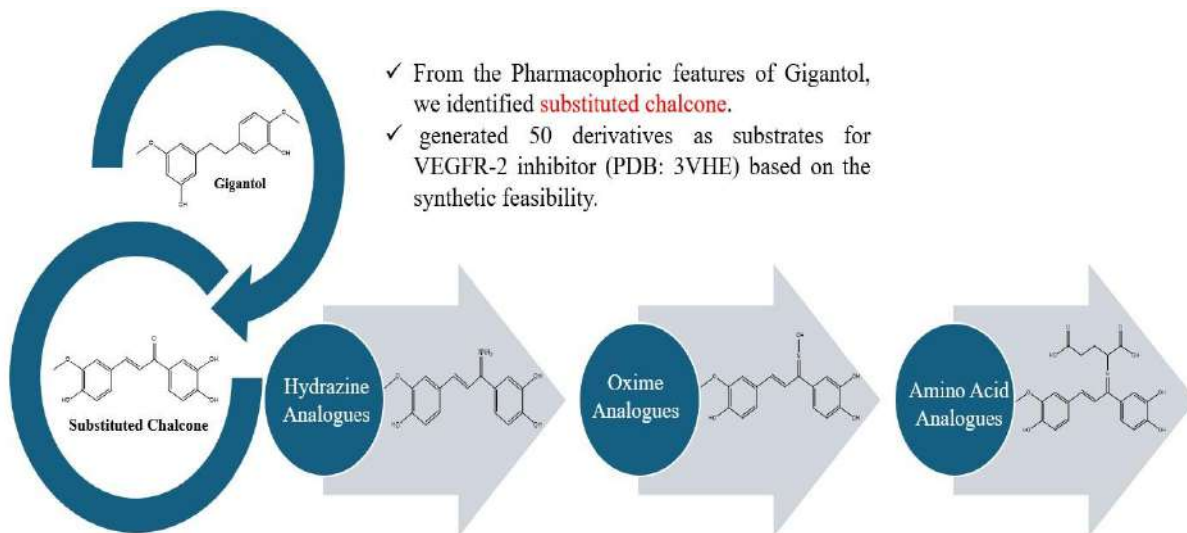 ✓ From the Pharmacophoric features of Gigantol,
we identified substituted chalcone.
✓ generated 50 derivatives as substrates for
VEGFR-2 inhibitor (PDB: 3VHE) based on the
synthetic feasibility.
Gigantol
Substituted Chalcone
Hydrazine
Analogues
Oxime
Analogues
Amino Acid
Analogues